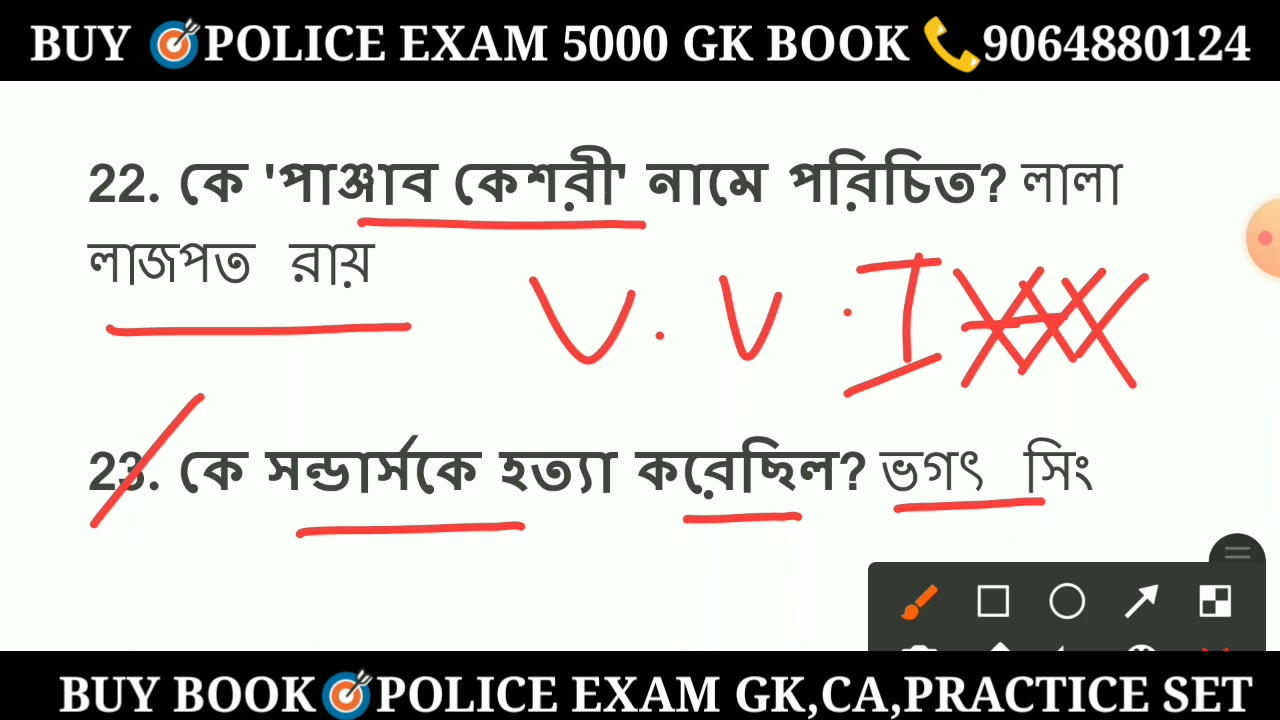 BUY 🎯POLICE EXAM 5000 GK BOOK 📞9064880124
22. কে 'পাঞ্জাব কেশরী' নামে পরিচিত? লালা
লাজপত রায়
V. V. I
23. কে সন্ডার্সকে হত্যা করেছিল? ভগৎ সিং
BUY BOOK🎯POLICE EXAM GK,CA,PRACTICE SET